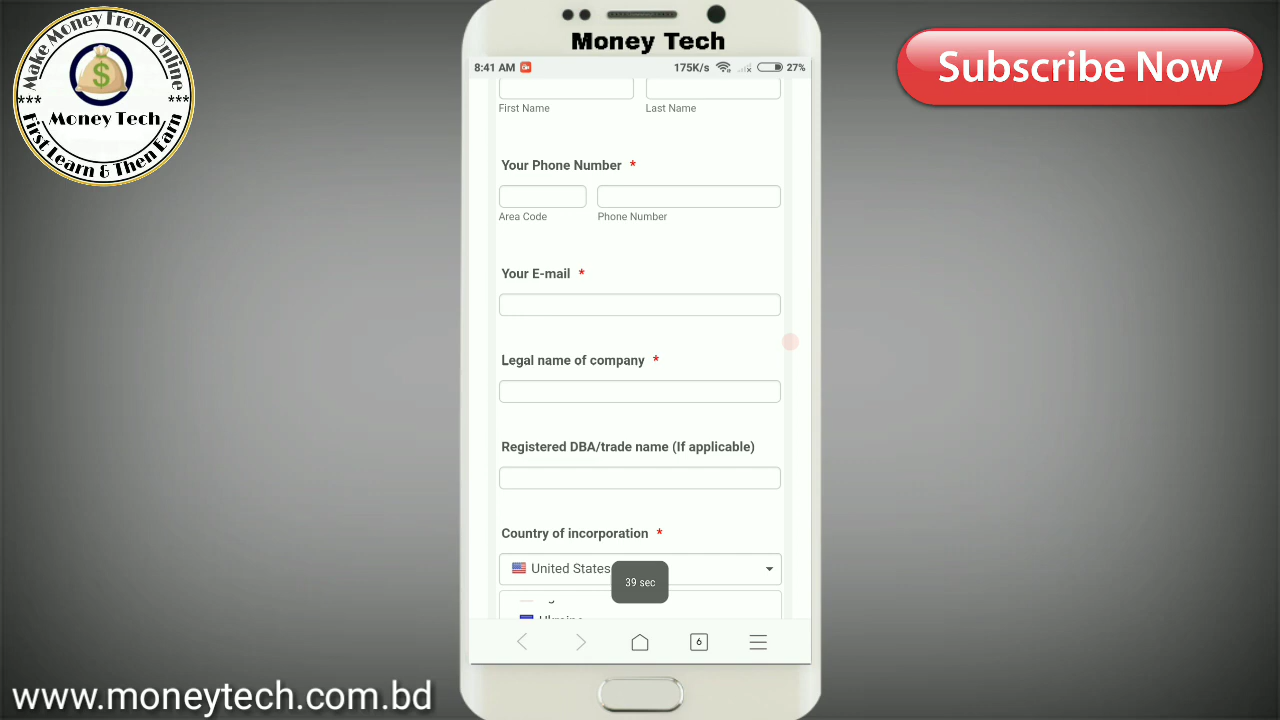 Make Money From Online
Money Tech
***
***
First Learn & Then Earn
Money Tech
Subscribe Now
8:41 AM
175K/s
27%
First Name
Last Name
Your Phone Number *
Area Code
Phone Number
Your E-mail *
Legal name of company *
Registered DBA/trade name (If applicable)
Country of incorporation *
United States
39 sec
6
www.moneytech.com.bd